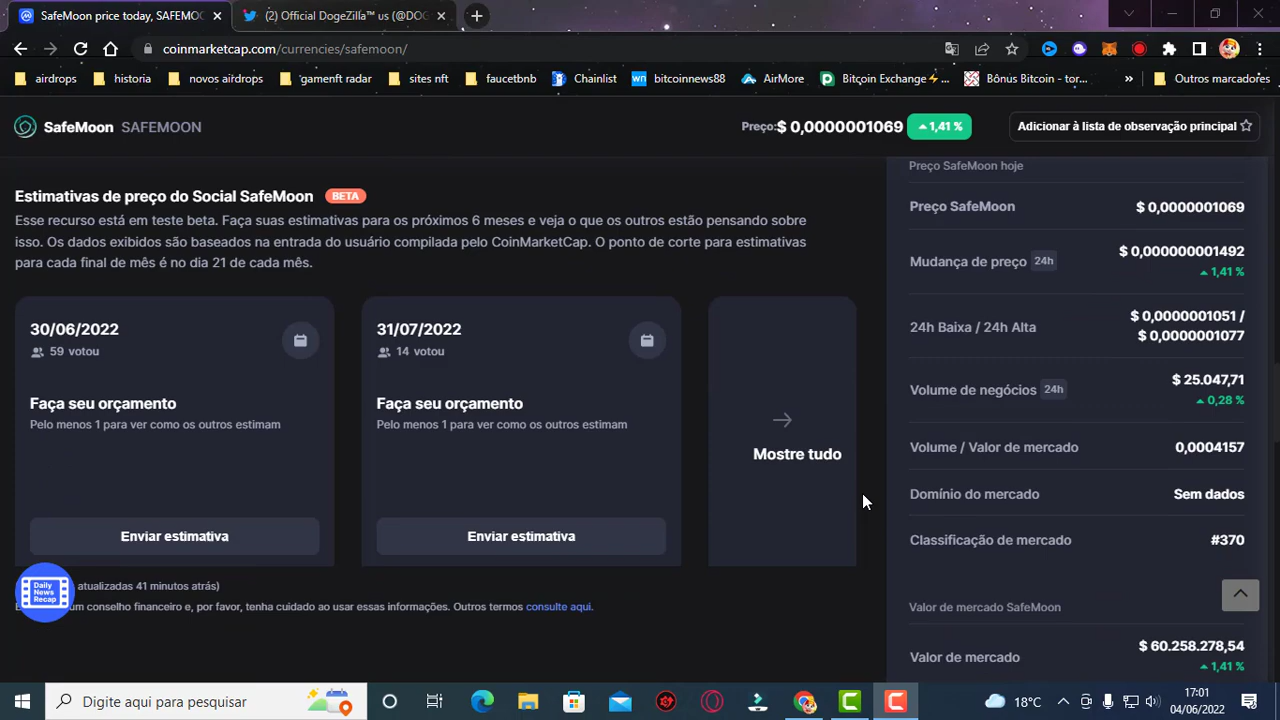 SafeMoon price today, SAFEMO
(2) Official DogeZilla™ us (@DOG
coinmarketcap.com/currencies/safemoon/
airdrops
historia
novos airdrops
'gamenft radar
sites nft
faucetbnb
Chainlist
wn bitcoinnews88
AirMore
Bitcoin Exchange⚡...
Bônus Bitcoin - tor...
»
Outros marcadores
SafeMoon SAFEMOON
Preço:$ 0,0000001069 1,41 %
Adicionar à lista de observação principal
Estimativas de preço do Social SafeMoon BETA
Esse recurso está em teste beta. Faça suas estimativas para os próximos 6 meses e veja o que os outros estão pensando sobre
isso. Os dados exibidos são baseados na entrada do usuário compilada pelo CoinMarketCap. O ponto de corte para estimativas
para cada final de mês é no dia 21 de cada mês.
30/06/2022
59 votou
Faça seu orçamento
Pelo menos 1 para ver como os outros estimam
Enviar estimativa
31/07/2022
14 votou
Faça seu orçamento
Pelo menos 1 para ver como os outros estimam
Enviar estimativa
Mostre tudo
Daily
News
Recap
atualizadas 41 minutos atrás)
um conselho financeiro e, por favor, tenha cuidado ao usar essas informações. Outros termos consulte aqui.
Preço SafeMoon hoje
Preço SafeMoon $ 0,0000001069
Mudança de preço 24h $ 0,000000001492
1,41 %
24h Baixa / 24h Alta $ 0,0000001051 /
$ 0,0000001077
Volume de negócios 24h $ 25.047,71
0,28 %
Volume / Valor de mercado 0,0004157
Domínio do mercado Sem dados
Classificação de mercado #370
Valor de mercado SafeMoon
Valor de mercado $ 60.258.278,54
1,41 %
Digite aqui para pesquisar
18°C
17:01
04/06/2022